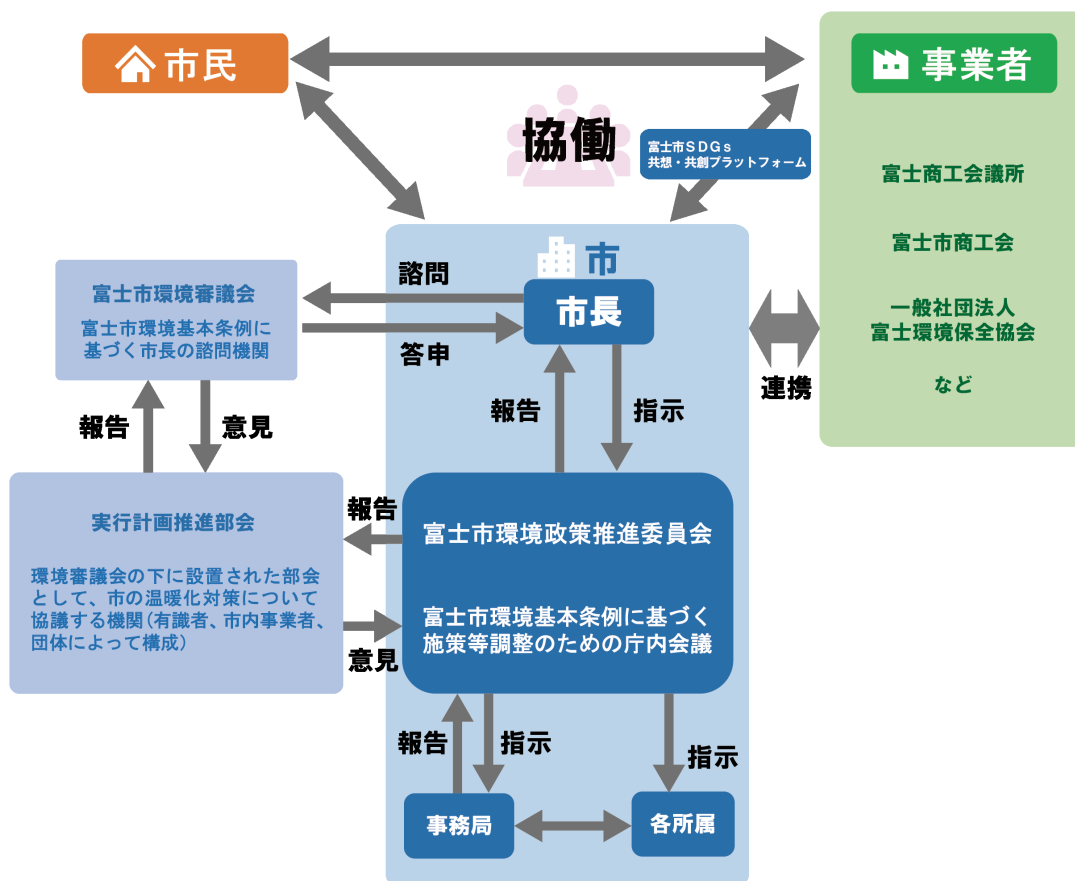 市民
事業者
協働
富士市SDGs
共想・共創プラットフォーム
富士商工会議所
富士市商工会
一般社団法人
富士環境保全協会
など
連携
市
市長
諮問
答申
富士市環境審議会
富士市環境基本条例に
基づく市長の諮問機関
報告
意見
報告
指示
実行計画推進部会
環境審議会の下に設置された部会
として、市の温暖化対策について
協議する機関(有識者、市内事業者、
団体によって構成)
報告
意見
富士市環境政策推進委員会
富士市環境基本条例に基づく
施策等調整のための庁内会議
報告
指示
指示
事務局
各所属